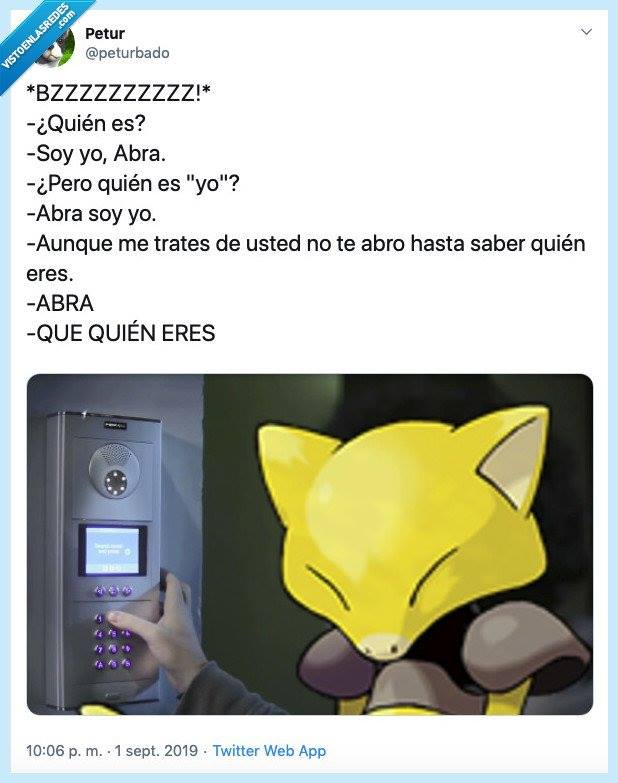 VISTOENLASREDES
.com
Petur
@peturbado
*BZZZZZZZZZZ!*
-¿Quién es?
-Soy yo, Abra.
-¿Pero quién es "yo"?
-Abra soy yo.
-Aunque me trates de usted no te abro hasta saber quién
eres.
-ABRA
-QUE QUIÉN ERES
10:06 p. m. · 1 sept. 2019 · Twitter Web App